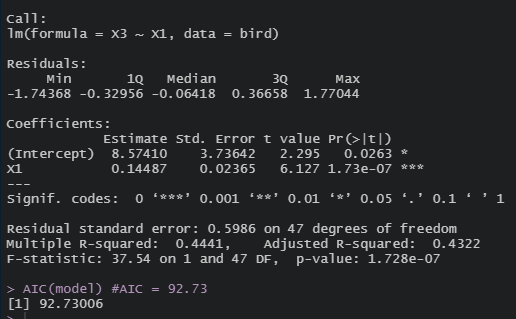 Call:
lm(formula = X3 ~ X1, data = bird)
Residuals:
Min 1Q Median 3Q Max
-1.74368 -0.32956 -0.06418 0.36658 1.77044
Coefficients:
Estimate Std. Error t value Pr(>|t|)
(Intercept) 8.57410 3.73642 2.295 0.0263 *
X1 0.14487 0.02365 6.127 1.73e-07 ***
---
Signif. codes: 0 ‘***’ 0.001 ‘**’ 0.01 ‘*’ 0.05 ‘.’ 0.1 ‘ ’ 1
Residual standard error: 0.5986 on 47 degrees of freedom
Multiple R-squared: 0.4441, Adjusted R-squared: 0.4322
F-statistic: 37.54 on 1 and 47 DF, p-value: 1.728e-07
> AIC(model) #AIC = 92.73
[1] 92.73006
>